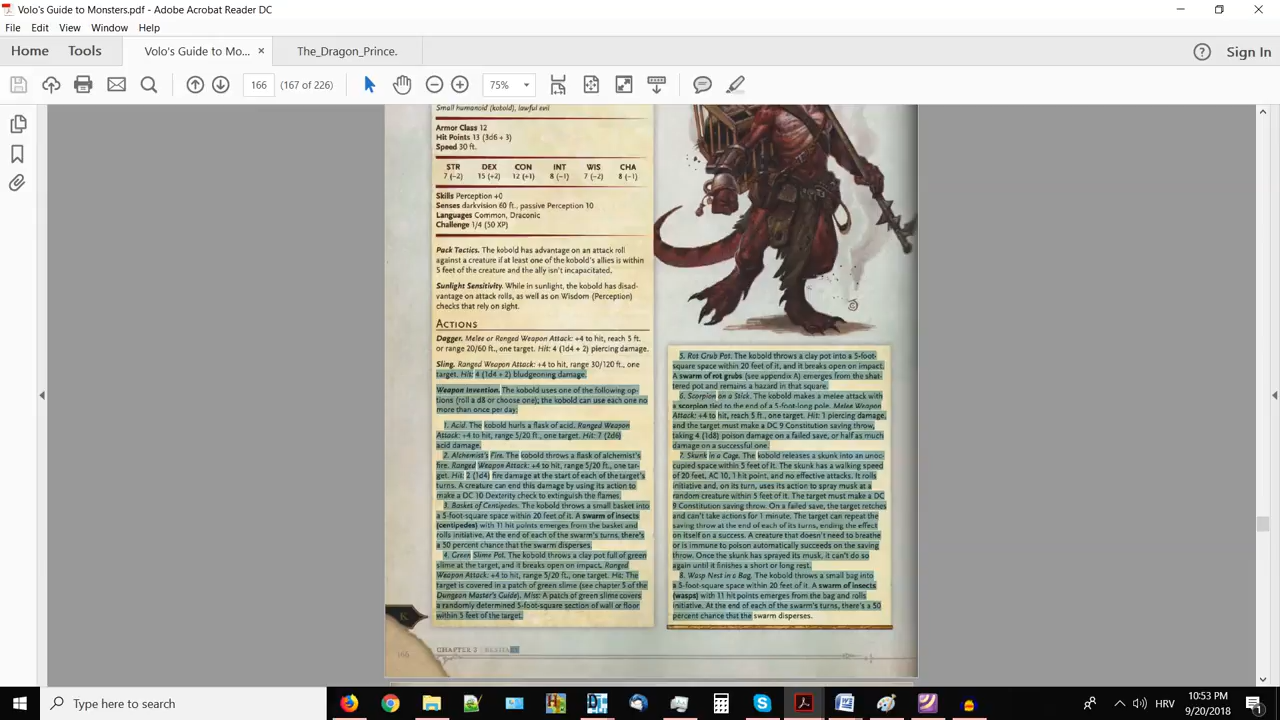 Volo's Guide to Monsters.pdf - Adobe Acrobat Reader DC
File Edit View Window Help
Home Tools Volo's Guide to Mo... × The_Dragon_Prince. Sign In
166 (167 of 226) 75%
Small humanoid (kobold), lawful evil
Armor Class 12
Hit Points 13 (3d6 + 3)
Speed 30 ft.
STR DEX CON INT WIS CHA
7 (−2) 15 (+2) 12 (+1) 8 (−1) 7 (−2) 8 (−1)
Skills Perception +0
Senses darkvision 60 ft., passive Perception 10
Languages Common, Draconic
Challenge 1/4 (50 XP)
Pack Tactics. The kobold has advantage on an attack roll
against a creature if at least one of the kobold's allies is within
5 feet of the creature and the ally isn't incapacitated.
Sunlight Sensitivity. While in sunlight, the kobold has disad-
vantage on attack rolls, as well as on Wisdom (Perception)
checks that rely on sight.
ACTIONS
Dagger. Melee or Ranged Weapon Attack: +4 to hit, reach 5 ft.
or range 20/60 ft., one target. Hit: 4 (1d4 + 2) piercing damage.
Sling. Ranged Weapon Attack: +4 to hit, range 30/120 ft., one
target. Hit: 4 (1d4 + 2) bludgeoning damage.
Weapon Invention. The kobold uses one of the following op-
tions (roll a d8 or choose one); the kobold can use each one no
more than once per day:
1. Acid. The kobold hurls a flask of acid. Ranged Weapon
Attack: +4 to hit, range 5/20 ft., one target. Hit: 7 (2d6)
acid damage.
2. Alchemist's Fire. The kobold throws a flask of alchemist's
fire. Ranged Weapon Attack: +4 to hit, range 5/20 ft., one tar-
get. Hit: 2 (1d4) fire damage at the start of each of the target's
turns. A creature can end this damage by using its action to
make a DC 10 Dexterity check to extinguish the flames.
3. Basket of Centipedes. The kobold throws a small basket into
a 5-foot-square space within 20 feet of it. A swarm of insects
(centipedes) with 11 hit points emerges from the basket and
rolls initiative. At the end of each of the swarm's turns, there's
a 50 percent chance that the swarm disperses.
4. Green Slime Pot. The kobold throws a clay pot full of green
slime at the target, and it breaks open on impact. Ranged
Weapon Attack: +4 to hit, range 5/20 ft., one target. Hit: The
target is covered in a patch of green slime (see chapter 5 of the
Dungeon Master's Guide). Miss: A patch of green slime covers
a randomly determined 5-foot-square section of wall or floor
within 5 feet of the target.
5. Rot Grub Pot. The kobold throws a clay pot into a 5-foot-
square space within 20 feet of it, and it breaks open on impact.
A swarm of rot grubs (see appendix A) emerges from the shat-
tered pot and remains a hazard in that square.
6. Scorpion on a Stick. The kobold makes a melee attack with
a scorpion tied to the end of a 5-foot-long pole. Melee Weapon
Attack: +4 to hit, reach 5 ft., one target. Hit: 1 piercing damage,
and the target must make a DC 9 Constitution saving throw,
taking 4 (1d8) poison damage on a failed save, or half as much
damage on a successful one.
7. Skunk in a Cage. The kobold releases a skunk into an unoc-
cupied space within 5 feet of it. The skunk has a walking speed
of 20 feet, AC 10, 1 hit point, and no effective attacks. It rolls
initiative and, on its turn, uses its action to spray musk at a
random creature within 5 feet of it. The target must make a DC
9 Constitution saving throw. On a failed save, the target retches
and can't take actions for 1 minute. The target can repeat the
saving throw at the end of each of its turns, ending the effect
on itself on a success. A creature that doesn't need to breathe
or is immune to poison automatically succeeds on the saving
throw. Once the skunk has sprayed its musk, it can't do so
again until it finishes a short or long rest.
8. Wasp Nest in a Bag. The kobold throws a small bag into
a 5-foot-square space within 20 feet of it. A swarm of insects
(wasps) with 11 hit points emerges from the bag and rolls
initiative. At the end of each of the swarm's turns, there's a 50
percent chance that the swarm disperses.
K
166 CHAPTER 3
Type here to search
HRV
10:53 PM
9/20/2018